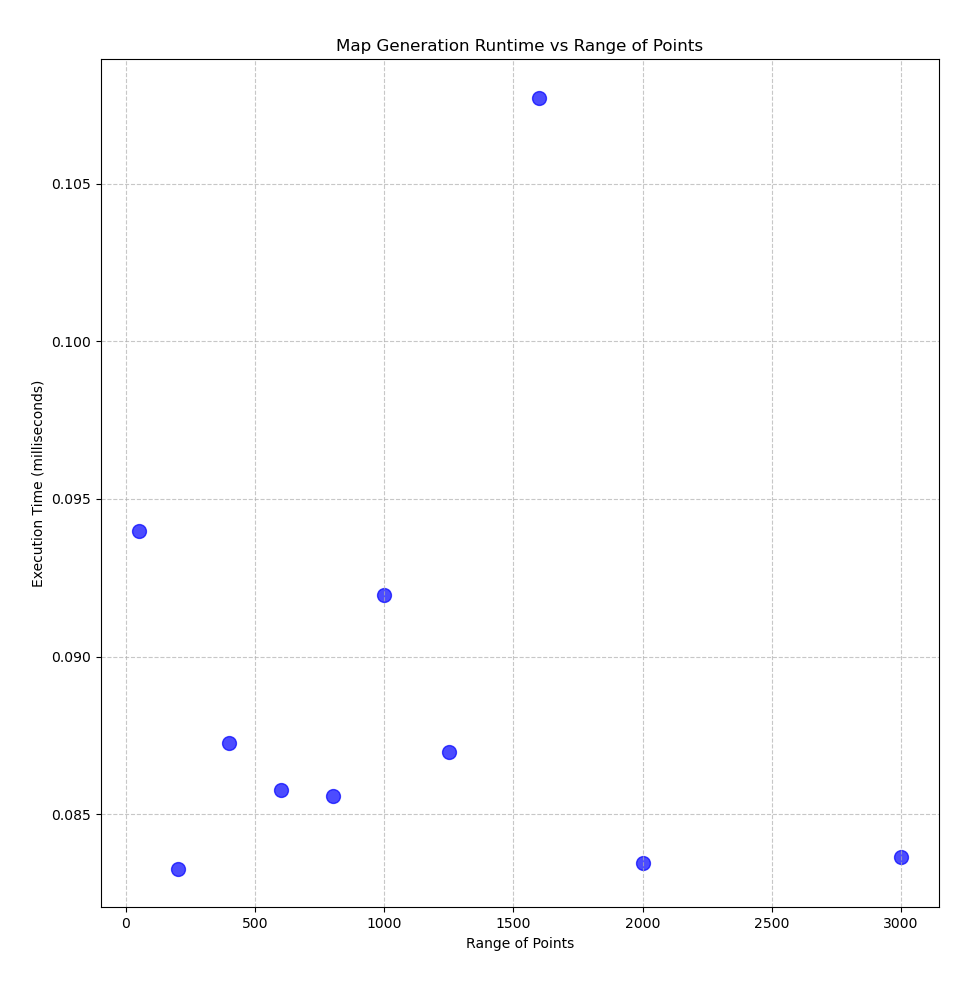 Map Generation Runtime vs Range of Points
0.105
0.100
0.095
0.090
0.085
Execution Time (milliseconds)
0 500 1000 1500 2000 2500 3000
Range of Points